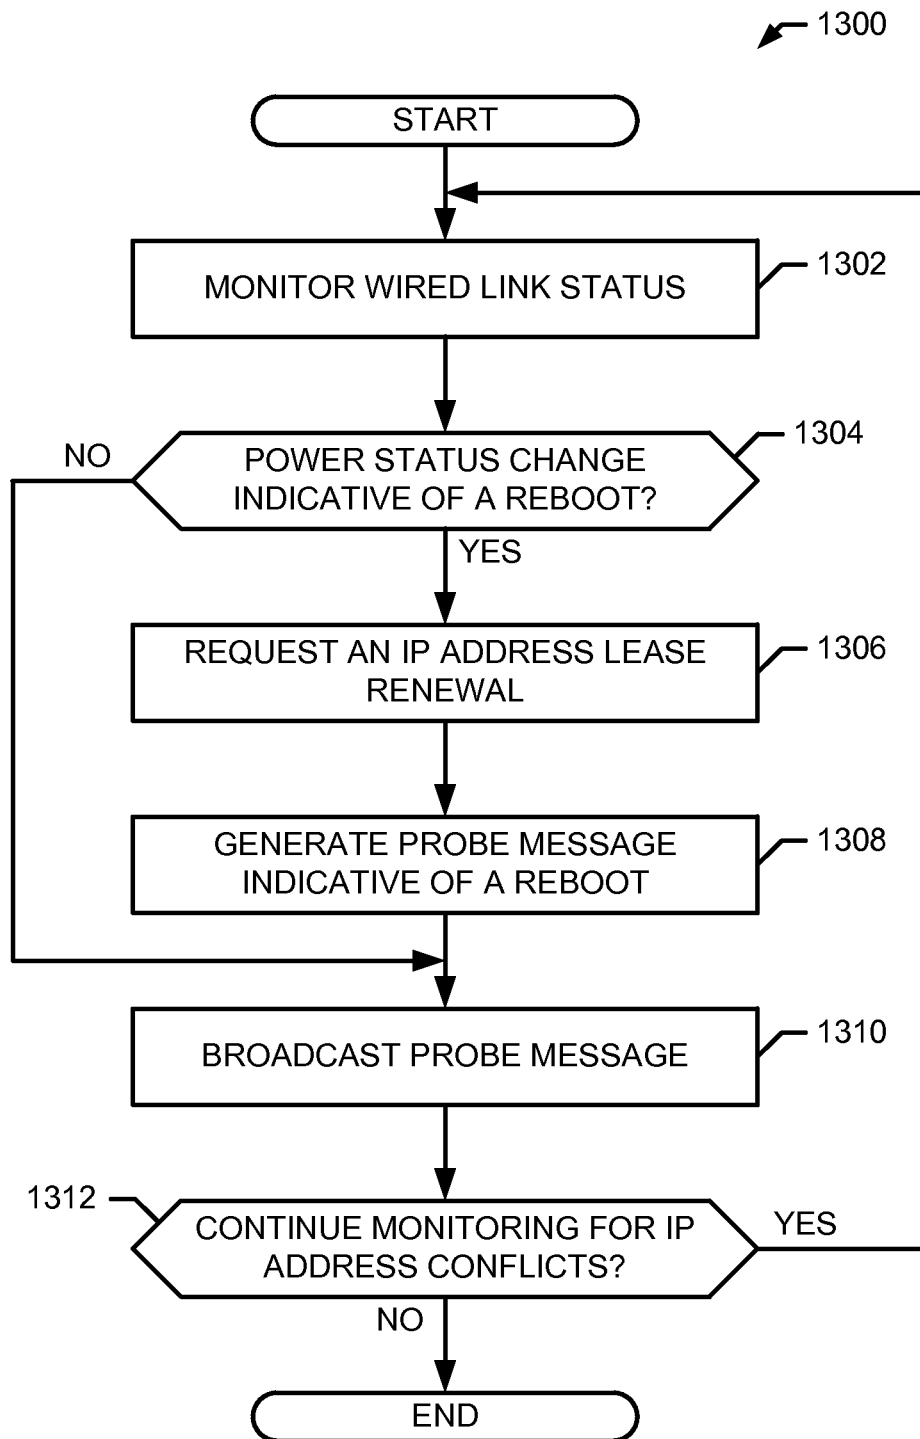 1300
START
MONITOR WIRED LINK STATUS
1302
NO
POWER STATUS CHANGE
INDICATIVE OF A REBOOT?
1304
YES
REQUEST AN IP ADDRESS LEASE
RENEWAL
1306
GENERATE PROBE MESSAGE
INDICATIVE OF A REBOOT
1308
BROADCAST PROBE MESSAGE
1310
1312
CONTINUE MONITORING FOR IP
ADDRESS CONFLICTS?
YES
NO
END